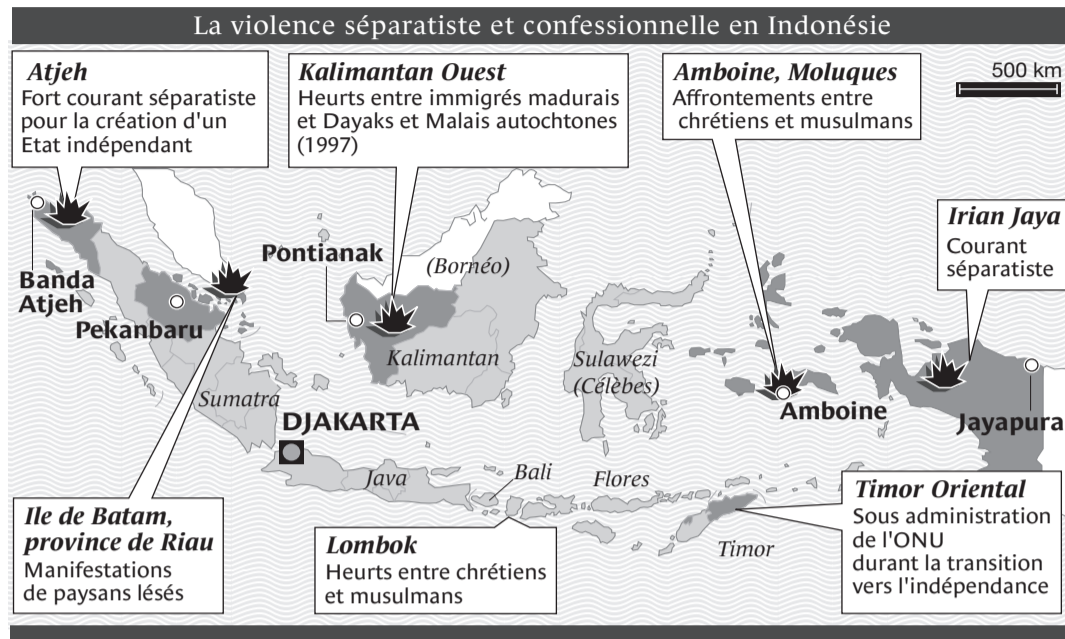 La violence séparatiste et confessionnelle en Indonésie
Atjeh
Fort courant séparatiste
pour la création d'un
Etat indépendant
Kalimantan Ouest
Heurts entre immigrés madurais
et Dayaks et Malais autochtones
(1997)
Amboine, Moluques
Affrontements entre
chrétiens et musulmans
500 km
Irian Jaya
Courant
séparatiste
Banda
Atjeh
Pekanbaru
Pontianak
(Bornéo)
Kalimantan
Sulawezi
(Célèbes)
Amboine
Jayapura
Sumatra
DJAKARTA
Java
Bali
Flores
Timor
Ile de Batam,
province de Riau
Manifestations
de paysans lésés
Lombok
Heurts entre chrétiens
et musulmans
Timor Oriental
Sous administration
de l'ONU
durant la transition
vers l'indépendance